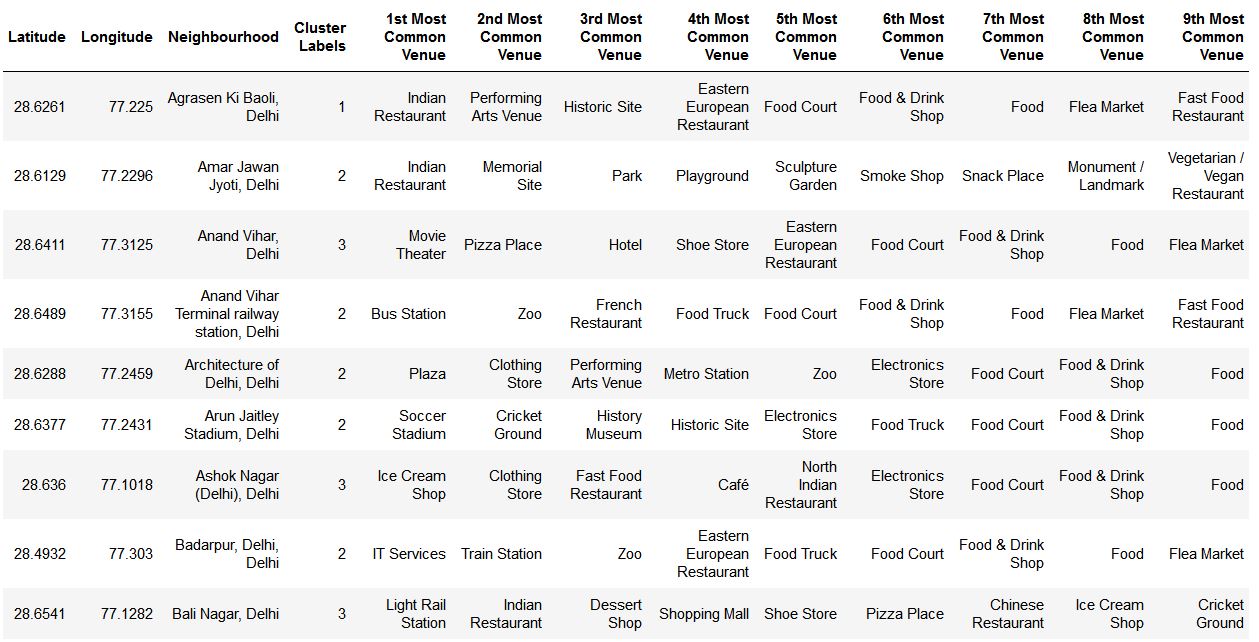 Latitude Longitude Neighbourhood Cluster Labels 1st Most Common Venue 2nd Most Common Venue 3rd Most Common Venue 4th Most Common Venue 5th Most Common Venue 6th Most Common Venue 7th Most Common Venue 8th Most Common Venue 9th Most Common Venue
28.6261 77.225 Agrasen Ki Baoli, Delhi 1 Indian Restaurant Performing Arts Venue Historic Site Eastern European Restaurant Food Court Food & Drink Shop Food Flea Market Fast Food Restaurant
28.6129 77.2296 Amar Jawan Jyoti, Delhi 2 Indian Restaurant Memorial Site Park Playground Sculpture Garden Smoke Shop Snack Place Monument / Landmark Vegetarian / Vegan Restaurant
28.6411 77.3125 Anand Vihar, Delhi 3 Movie Theater Pizza Place Hotel Shoe Store Eastern European Restaurant Food Court Food & Drink Shop Food Flea Market
28.6489 77.3155 Anand Vihar Terminal railway station, Delhi 2 Bus Station Zoo French Restaurant Food Truck Food Court Food & Drink Shop Food Flea Market Fast Food Restaurant
28.6288 77.2459 Architecture of Delhi, Delhi 2 Plaza Clothing Store Performing Arts Venue Metro Station Zoo Electronics Store Food Court Food & Drink Shop Food
28.6377 77.2431 Arun Jaitley Stadium, Delhi 2 Soccer Stadium Cricket Ground History Museum Historic Site Electronics Store Food Truck Food Court Food & Drink Shop Food
28.636 77.1018 Ashok Nagar (Delhi), Delhi 3 Ice Cream Shop Clothing Store Fast Food Restaurant Café North Indian Restaurant Electronics Store Food Court Food & Drink Shop Food
28.4932 77.303 Badarpur, Delhi, Delhi 2 IT Services Train Station Zoo Eastern European Restaurant Food Truck Food Court Food & Drink Shop Food Flea Market
28.6541 77.1282 Bali Nagar, Delhi 3 Light Rail Station Indian Restaurant Dessert Shop Shopping Mall Shoe Store Pizza Place Chinese Restaurant Ice Cream Shop Cricket Ground